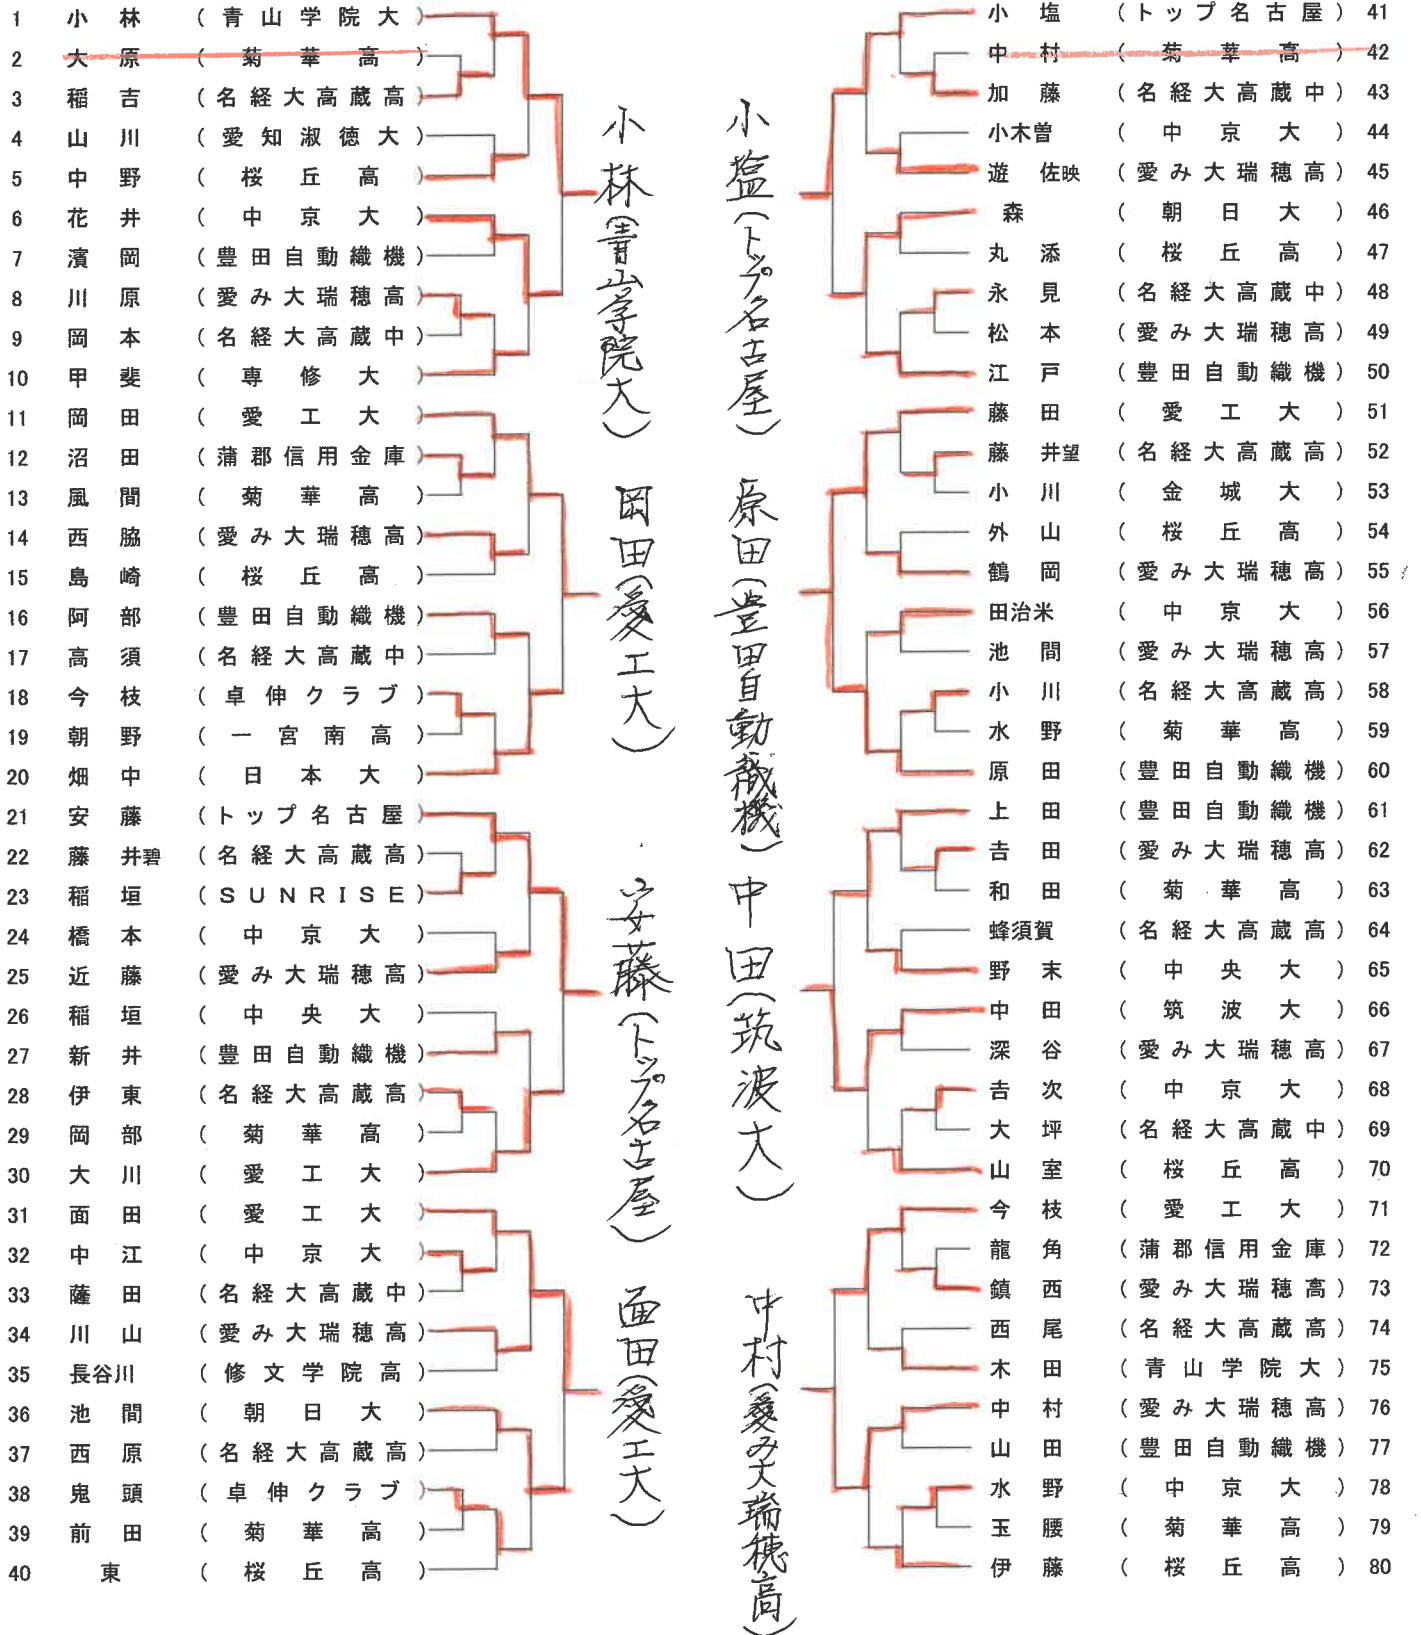 1 小林 (青山学院大)
2 大原 (菊華高)
3 稲吉 (名経大高蔵高)
4 山川 (愛知淑徳大)
5 中野 (桜丘高)
6 花井 (中京大)
7 濱岡 (豊田自動織機)
8 川原 (愛み大瑞穂高)
9 岡本 (名経大高蔵中)
10 甲斐 (専修大)
11 岡田 (愛工大)
12 沼田 (蒲郡信用金庫)
13 風間 (菊華高)
14 西脇 (愛み大瑞穂高)
15 島崎 (桜丘高)
16 阿部 (豊田自動織機)
17 高須 (名経大高蔵中)
18 今枝 (卓伸クラブ)
19 朝野 (一宮南高)
20 畑中 (日本大)
21 安藤 (トップ名古屋)
22 藤井碧 (名経大高蔵高)
23 稲垣 (SUNRISE)
24 橋本 (中京大)
25 近藤 (愛み大瑞穂高)
26 稲垣 (中央大)
27 新井 (豊田自動織機)
28 伊東 (名経大高蔵高)
29 岡部 (菊華高)
30 大川 (愛工大)
31 面田 (愛工大)
32 中江 (中京大)
33 薩田 (名経大高蔵中)
34 川山 (愛み大瑞穂高)
35 長谷川 (修文学院高)
36 池間 (朝日大)
37 西原 (名経大高蔵高)
38 鬼頭 (卓伸クラブ)
39 前田 (菊華高)
40 東 (桜丘高)
小林(青山学院大)
岡田(愛工大)
安藤(トップ名古屋)
面田(愛工大)
小塩(トップ名古屋)
原田(豊田自動織機)
中田(筑波大)
中村(愛み大瑞穂高)
小塩 (トップ名古屋) 41
中村 (菊華高) 42
加藤 (名経大高蔵中) 43
小木曽 (中京大) 44
遊佐映 (愛み大瑞穂高) 45
森 (朝日大) 46
丸添 (桜丘高) 47
永見 (名経大高蔵中) 48
松本 (愛み大瑞穂高) 49
江戸 (豊田自動織機) 50
藤田 (愛工大) 51
藤井望 (名経大高蔵高) 52
小川 (金城大) 53
外山 (桜丘高) 54
鶴岡 (愛み大瑞穂高) 55
田治米 (中京大) 56
池間 (愛み大瑞穂高) 57
小川 (名経大高蔵高) 58
水野 (菊華高) 59
原田 (豊田自動織機) 60
上田 (豊田自動織機) 61
吉田 (愛み大瑞穂高) 62
和田 (菊華高) 63
蜂須賀 (名経大高蔵高) 64
野末 (中央大) 65
中田 (筑波大) 66
深谷 (愛み大瑞穂高) 67
吉次 (中京大) 68
大坪 (名経大高蔵中) 69
山室 (桜丘高) 70
今枝 (愛工大) 71
龍角 (蒲郡信用金庫) 72
鎮西 (愛み大瑞穂高) 73
西尾 (名経大高蔵高) 74
木田 (青山学院大) 75
中村 (愛み大瑞穂高) 76
山田 (豊田自動織機) 77
水野 (中京大) 78
玉腰 (菊華高) 79
伊藤 (桜丘高) 80